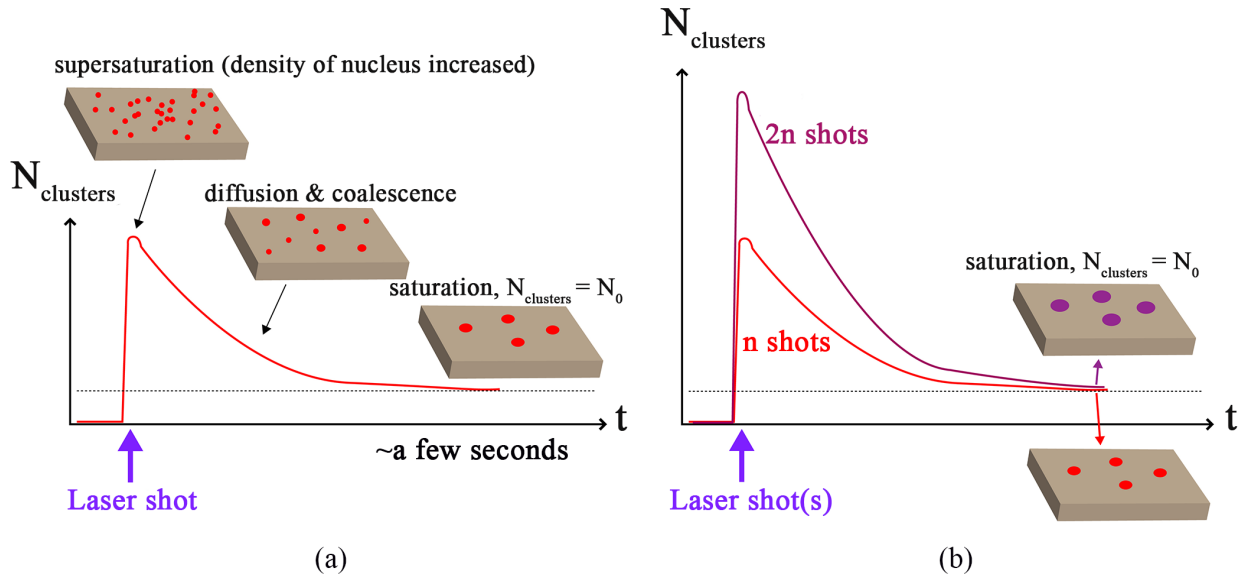 supersaturation (density of nucleus increased)
N clusters
diffusion & coalescence
saturation, N clusters = N 0
t
~a few seconds
Laser shot
(a)
N clusters
2n shots
n shots
saturation, N clusters = N 0
t
Laser shot(s)
(b)